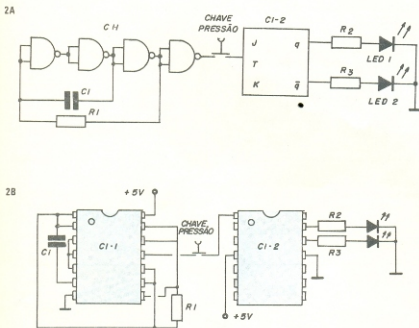 2A
CH
CHAVE
PRESSÃO
CI-2
J
T
K
q
q̄
R2
R3
LED 1
LED 2
C1
R1
2B
+5V
CHAVE
PRESSÃO
C1
CI-1
CI-2
R2
R3
R1
+5V